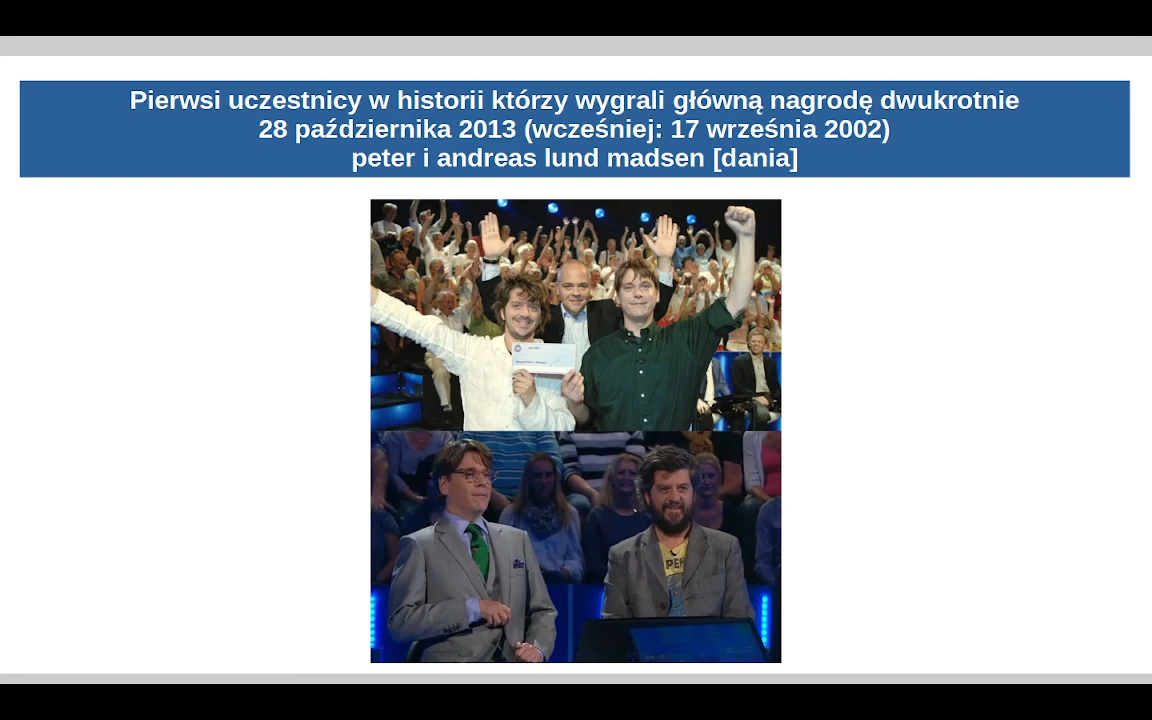 Pierwsi uczestnicy w historii którzy wygrali główną nagrodę dwukrotnie
28 października 2013 (wcześniej: 17 września 2002)
peter i andreas lund madsen [dania]